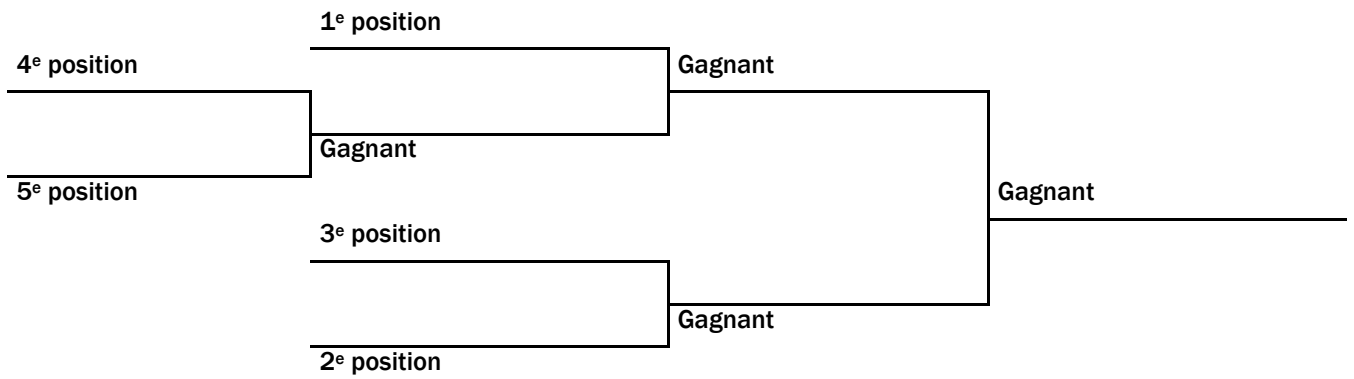 1ᵉ position
4ᵉ position
Gagnant
Gagnant
5ᵉ position
Gagnant
3ᵉ position
Gagnant
2ᵉ position